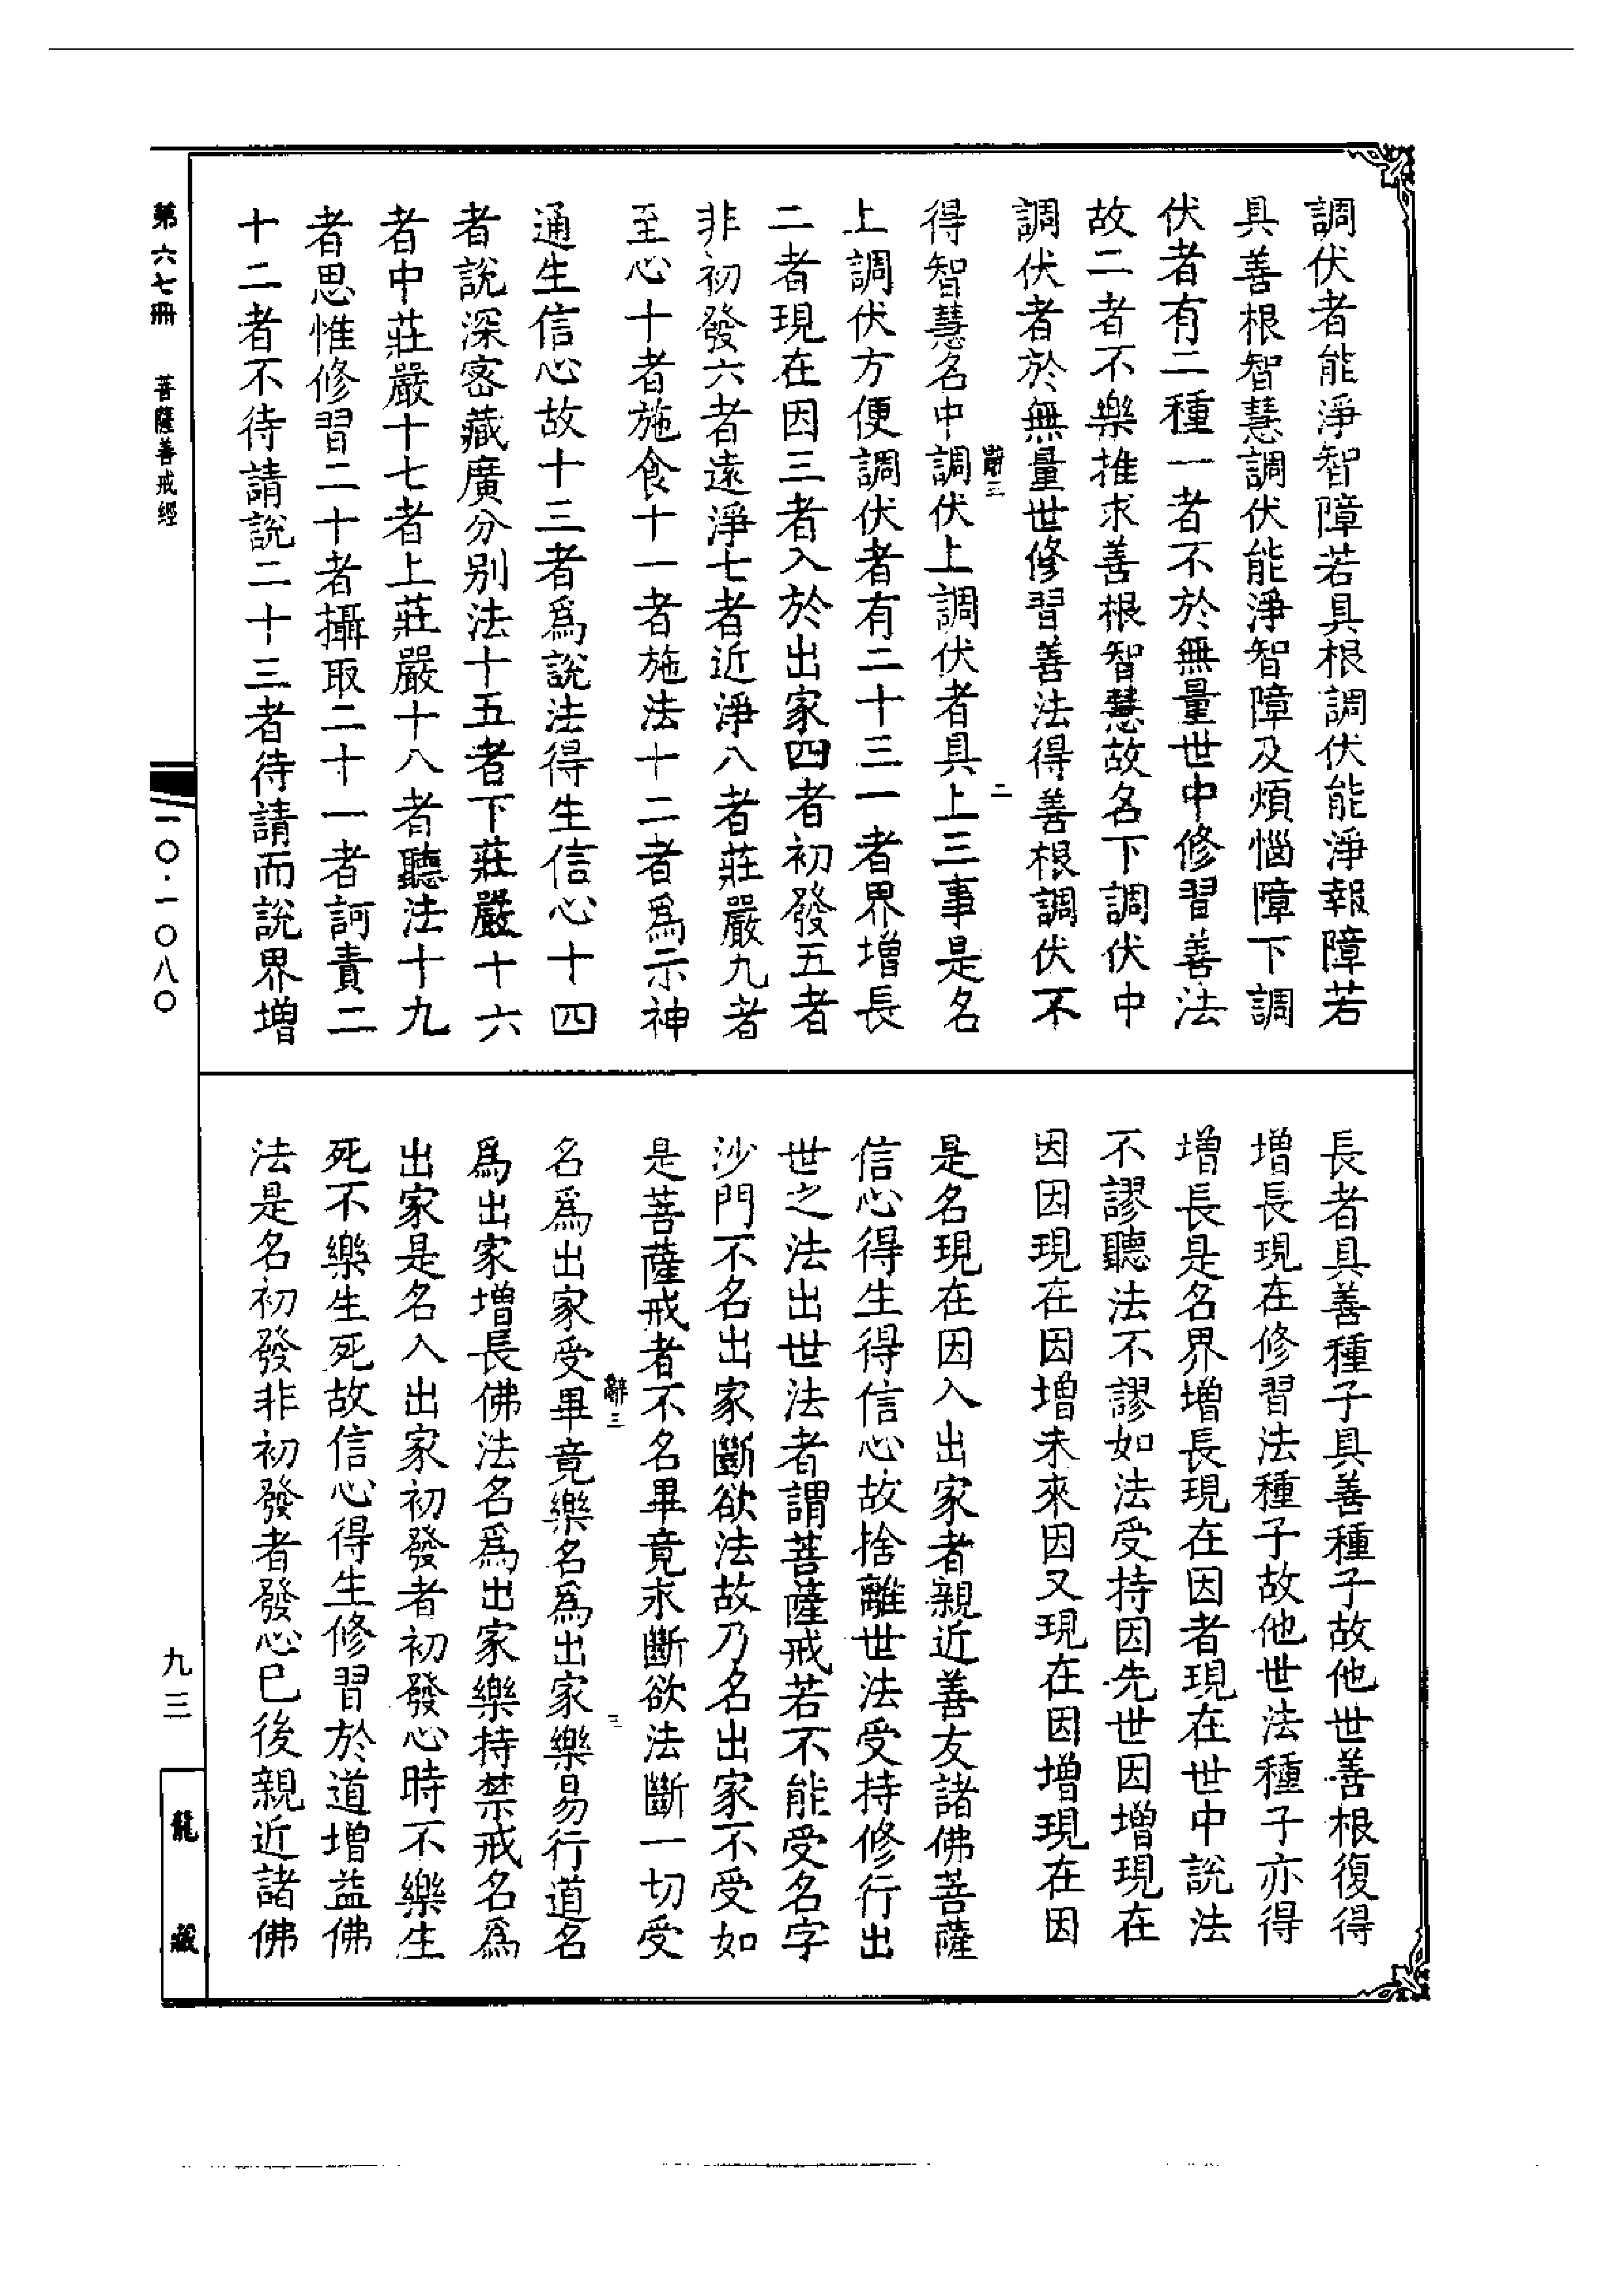 調伏者能淨智障若具根調伏能淨報障若
具善根智慧調伏能淨智障及煩惱障下調
伏者有二種一者不於無量世中修習善法
故二者不樂推求善根智慧故名下調伏中
調伏者於無量世修習善法得善根調伏不
得智慧名中調伏上調伏者具上三事是名
上調伏方便調伏者有二十三一者界增長
二者現在因三者入於出家四者初發五者
非初發六者遠淨七者近淨八者莊嚴九者
至心十者施食十一者施法十二者爲示神
通生信心故十三者爲說法得生信心十四
者說深密藏廣分別法十五者下莊嚴十六
者中莊嚴十七者上莊嚴十八者聽法十九
者思惟修習二十者攝取二十一者訶責二
十二者不待請說二十三者待請而說界增
長者具善種子具善種子故他世善根復得
增長現在修習法種子故他世法種子亦得
增長是名界增長現在因者現在世中說法
不謬聽法不謬如法受持因先世因增現在
因因現在因增未來因又現在因增現在因
是名現在因入出家者親近善友諸佛菩薩
信心得生得信心故捨離世法受持修行出
世之法出世法者謂菩薩戒若不能受名字
沙門不名出家斷欲法故乃名出家不受如
是菩薩戒者不名畢竟求斷欲法斷一切受
名爲出家受畢竟樂名爲出家樂易行道名
爲出家增長佛法名爲出家樂持禁戒名爲
出家是名入出家初發者初發心時不樂生
死不樂生死故信心得生修習於道增益佛
法是名初發非初發者發心已後親近諸佛
第六七冊 菩薩善戒經
一〇·一〇八〇
九三
龍藏
三
二
三
三